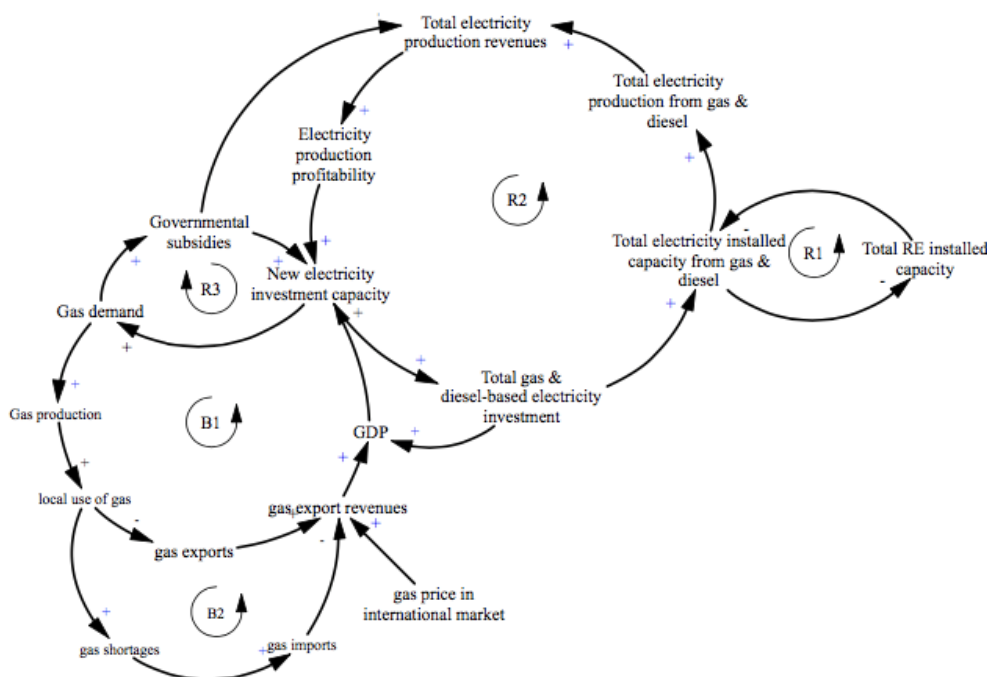 Total electricity
production revenues
+
Total electricity
production from gas &
diesel
+
Electricity
production
profitability
+
R2
Governmental
subsidies
+
+
+
Total electricity installed
capacity from gas &
diesel
-
R1
Total RE installed
capacity
-
New electricity
investment capacity
R3
Gas demand
+
+
+
+
Total gas &
diesel-based electricity
investment
+
Gas production
B1
GDP
+
+
+
local use of gas
gas export revenues
+
+
-
gas exports
-
gas price in
international market
B2
+
gas shortages
+
gas imports